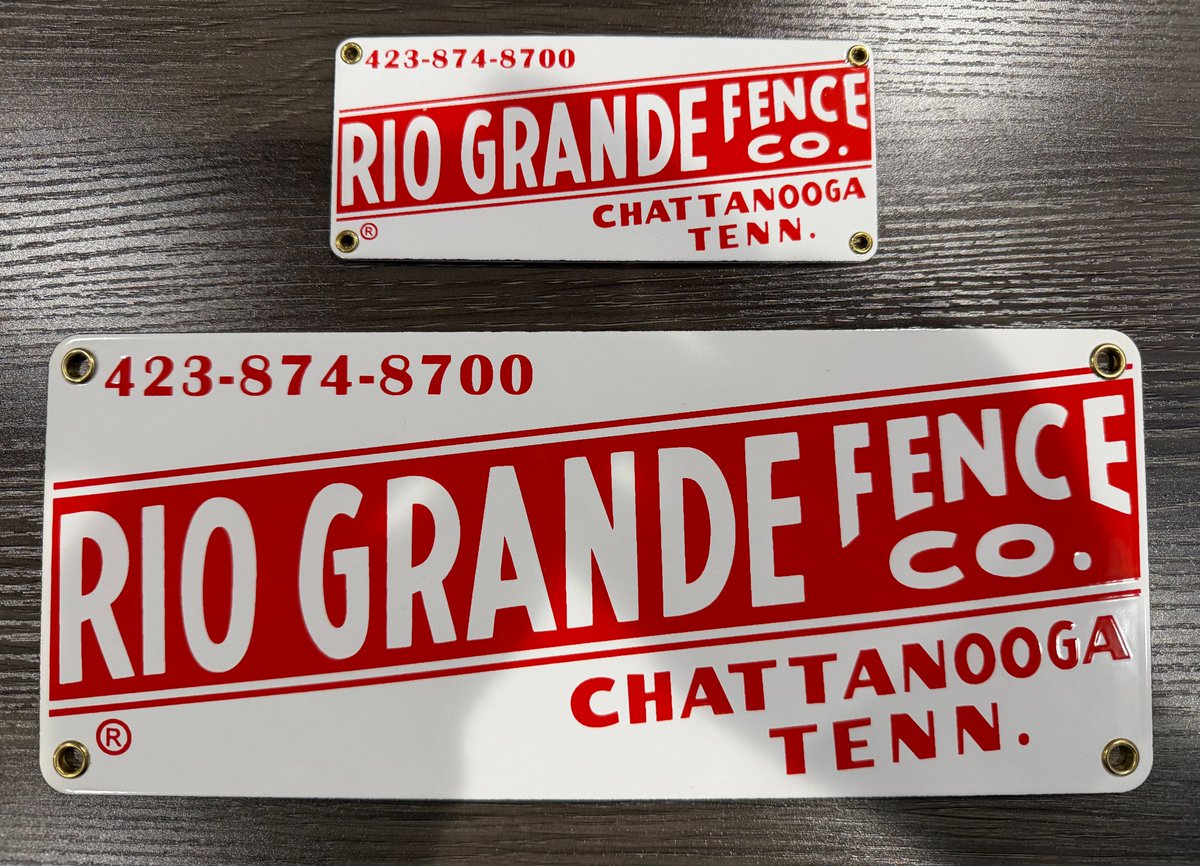 423-874-8700
RIO GRANDE FENCE
CO.
CHATTANOOGA
TENN.
®
423-874-8700
RIO GRANDE FENCE
CO.
CHATTANOOGA
TENN.
®